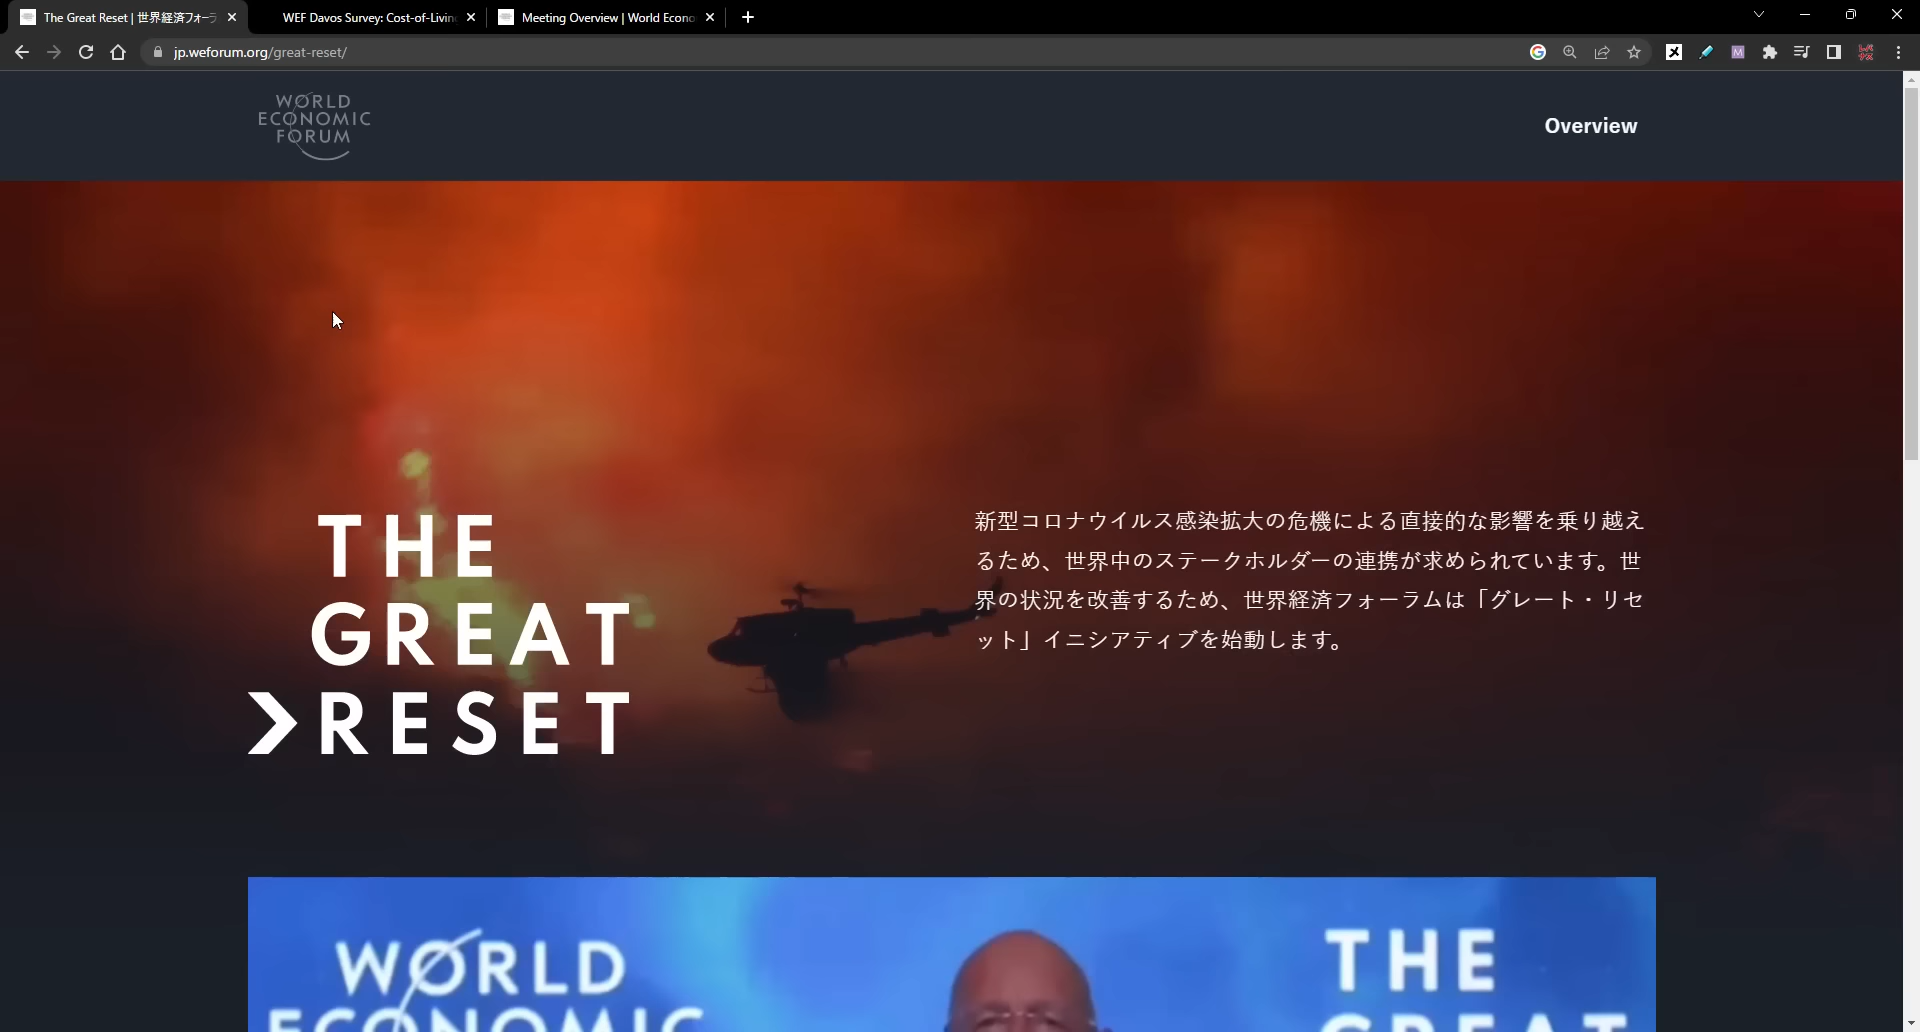 The Great Reset | 世界経済フォーラ
WEF Davos Survey: Cost-of-Living
Meeting Overview | World Econo
jp.weforum.org/great-reset/
WORLD
ECONOMIC
FORUM
Overview
THE
GREAT
RESET
新型コロナウイルス感染拡大の危機による直接的な影響を乗り越え
るため、世界中のステークホルダーの連携が求められています。世
界の状況を改善するため、世界経済フォーラムは「グレート・リセ
ット」イニシアティブを始動します。
WORLD
ECONOMIC
THE
GREAT